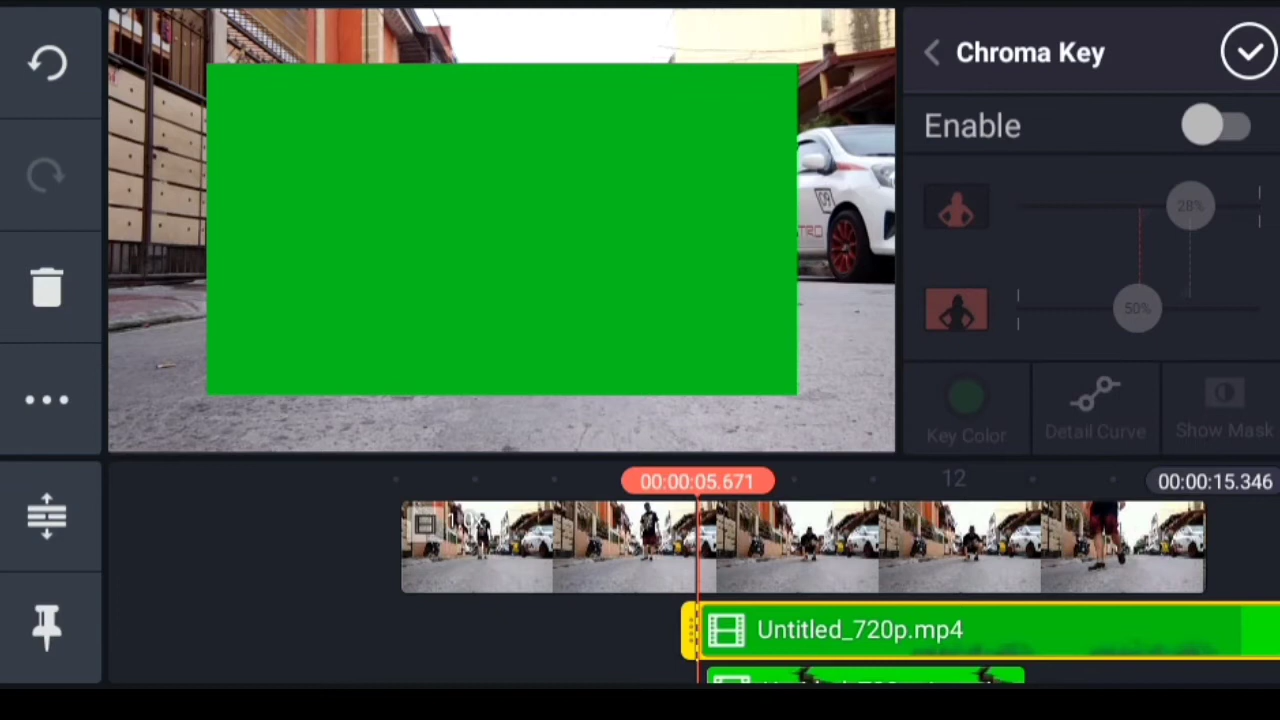 Chroma Key
Enable
28%
50%
Key Color
Detail Curve
Show Mask
12
00:00:05.671
00:00:15.346
Untitled_720p.mp4